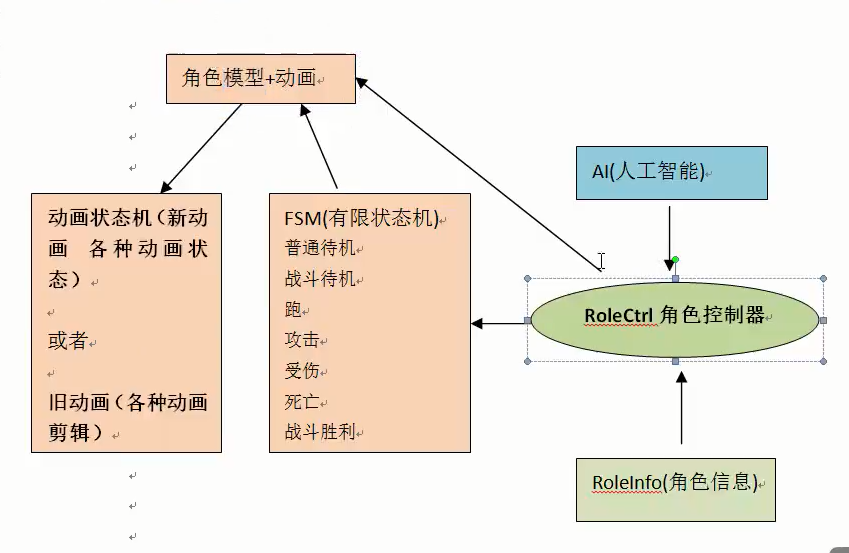 角色模型+动画
AI(人工智能)
动画状态机（新动
画 各种动画状
态）
或者
旧动画（各种动画
剪辑）
FSM(有限状态机)
普通待机
战斗待机
跑
攻击
受伤
死亡
战斗胜利
RoleCtrl 角色控制器
RoleInfo(角色信息)